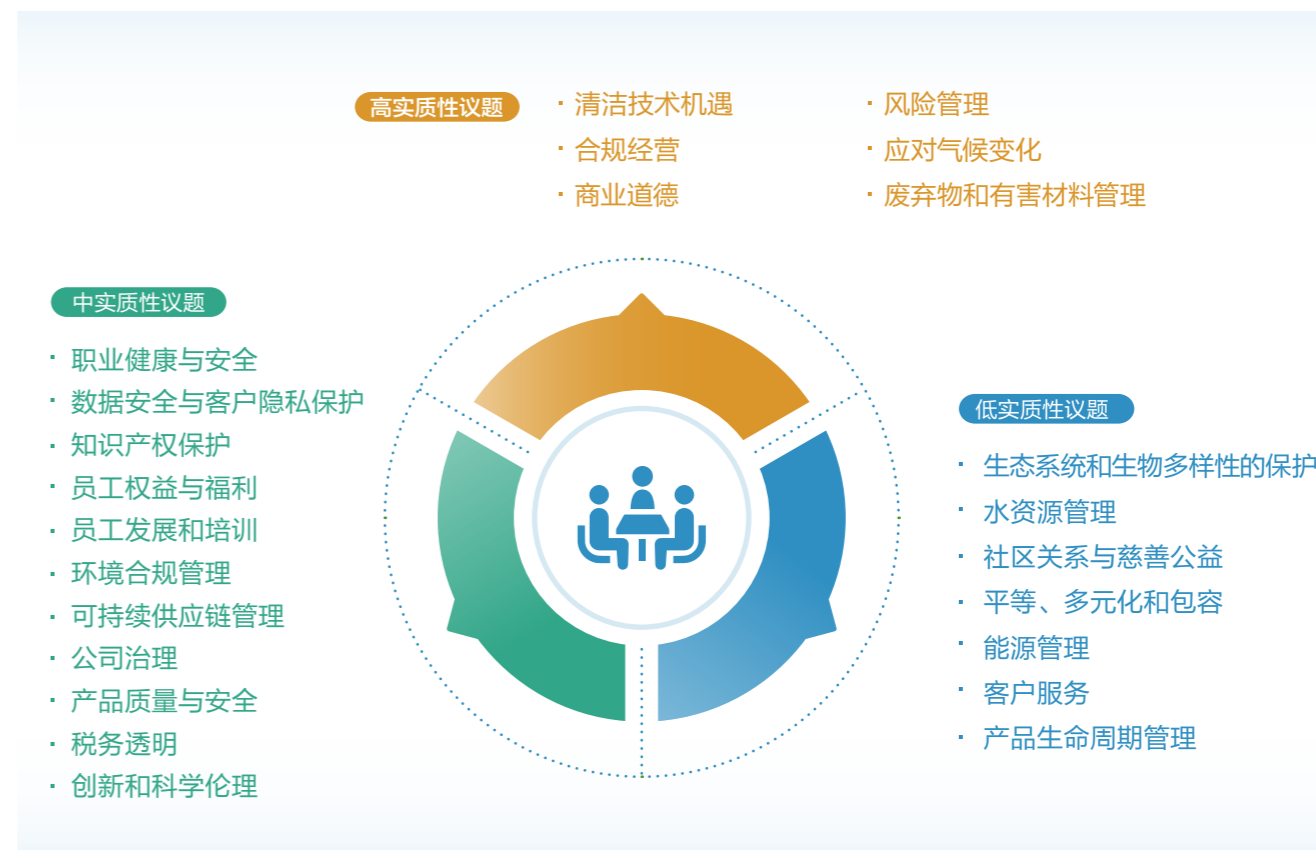 高实质性议题
· 清洁技术机遇
· 合规经营
· 商业道德
· 风险管理
· 应对气候变化
· 废弃物和有害材料管理
中实质性议题
· 职业健康与安全
· 数据安全与客户隐私保护
· 知识产权保护
· 员工权益与福利
· 员工发展和培训
· 环境合规管理
· 可持续供应链管理
· 公司治理
· 产品质量与安全
· 税务透明
· 创新和科学伦理
低实质性议题
· 生态系统和生物多样性的保护
· 水资源管理
· 社区关系与慈善公益
· 平等、多元化和包容
· 能源管理
· 客户服务
· 产品生命周期管理